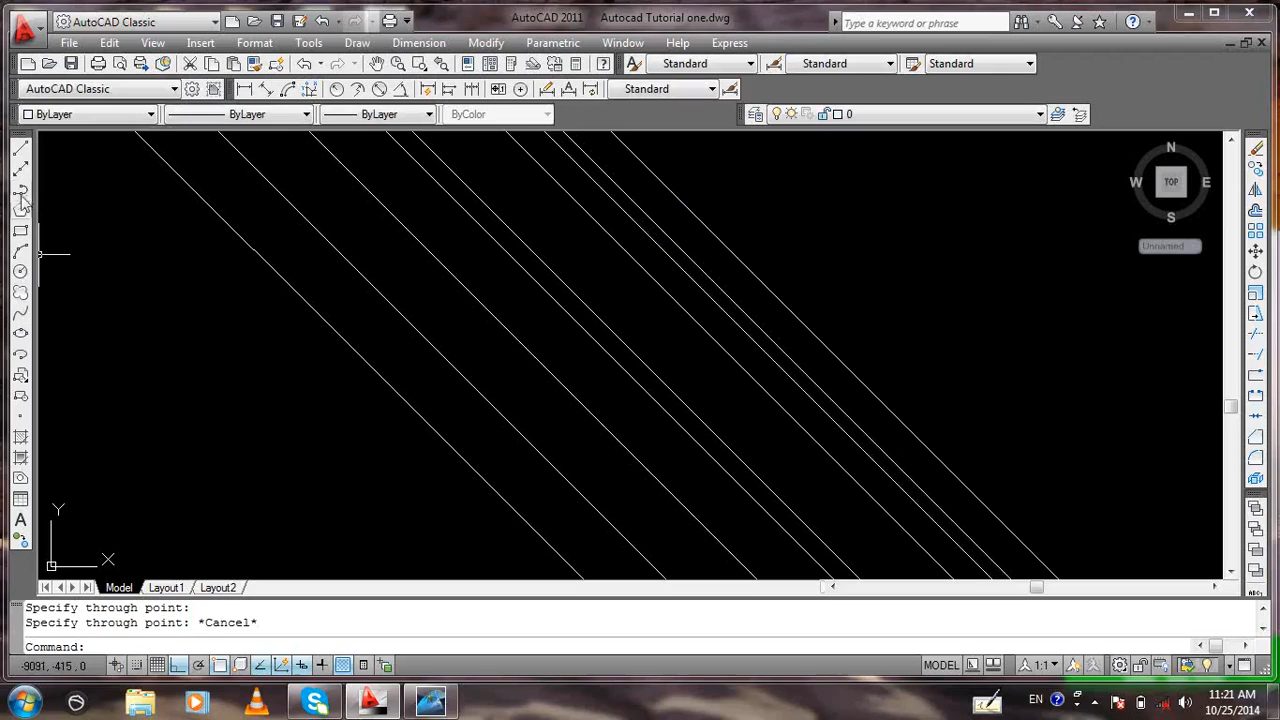 AutoCAD Classic
AutoCAD 2011 Autocad Tutorial one.dwg
Type a keyword or phrase
File Edit View Insert Format Tools Draw Dimension Modify Parametric Window Help Express
Standard Standard Standard
AutoCAD Classic Standard
ByLayer ByLayer ByLayer ByColor 0
N
W TOP E
S
Unnamed
Y
X
Model Layout1 Layout2
Specify through point:
Specify through point: *Cancel*
Command:
-9091, -415 , 0 MODEL 1:1
EN 11:21 AM
10/25/2014